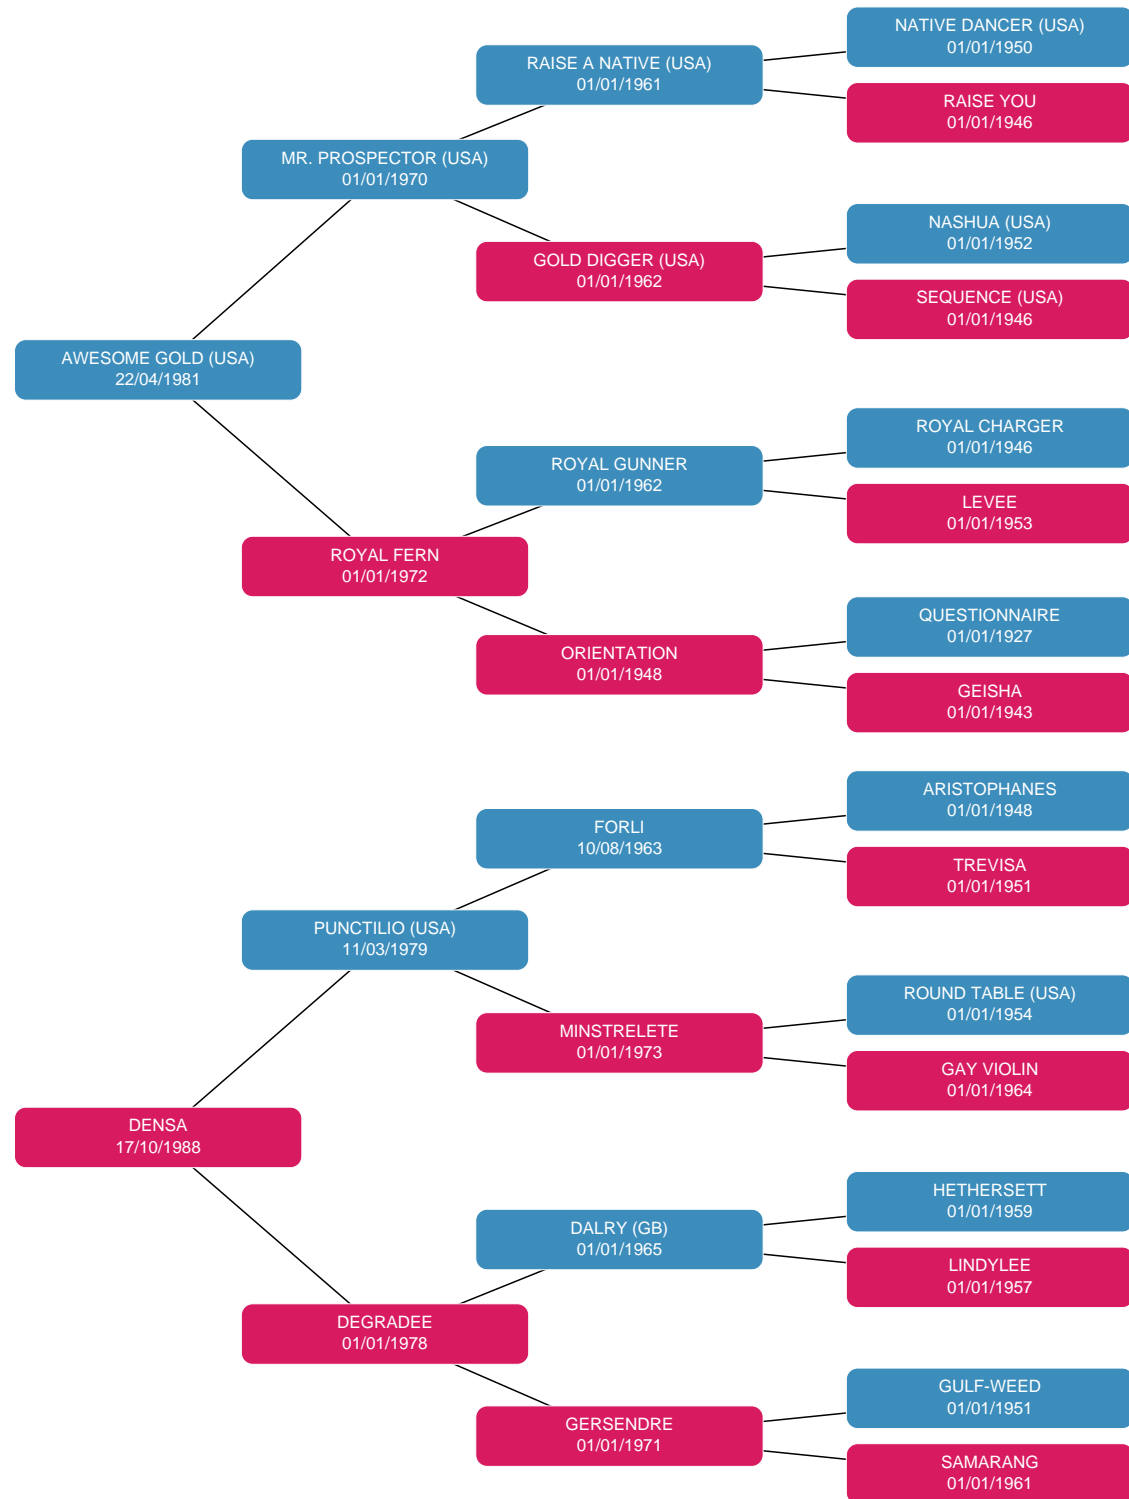 NATIVE DANCER (USA)
01/01/1950
RAISE A NATIVE (USA)
01/01/1961
RAISE YOU
01/01/1946
MR. PROSPECTOR (USA)
01/01/1970
NASHUA (USA)
01/01/1952
GOLD DIGGER (USA)
01/01/1962
SEQUENCE (USA)
01/01/1946
AWESOME GOLD (USA)
22/04/1981
ROYAL CHARGER
01/01/1946
ROYAL GUNNER
01/01/1962
LEVEE
01/01/1953
ROYAL FERN
01/01/1972
QUESTIONNAIRE
01/01/1927
ORIENTATION
01/01/1948
GEISHA
01/01/1943
ARISTOPHANES
01/01/1948
FORLI
10/08/1963
TREVISA
01/01/1951
PUNCTILIO (USA)
11/03/1979
ROUND TABLE (USA)
01/01/1954
MINSTRELETE
01/01/1973
GAY VIOLIN
01/01/1964
DENSA
17/10/1988
HETHERSETT
01/01/1959
DALRY (GB)
01/01/1965
LINDYLEE
01/01/1957
DEGRADEE
01/01/1978
GULF-WEED
01/01/1951
GERSENDRE
01/01/1971
SAMARANG
01/01/1961